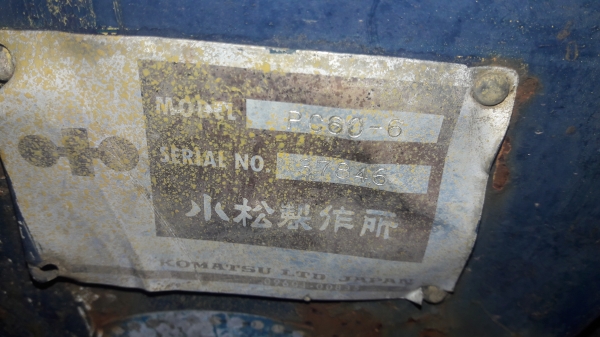 MODEL PC60-6
SERIAL NO.
小松製作所
KOMATSU LTD. JAPAN